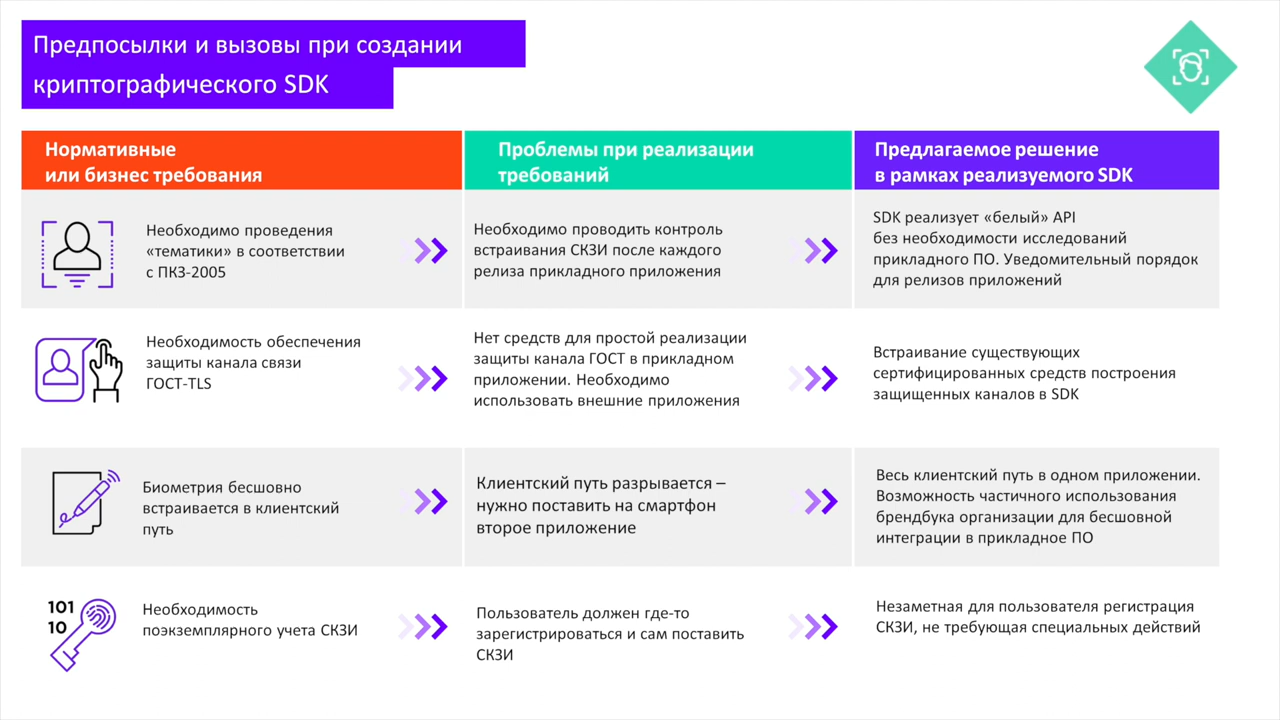 Предпосылки и вызовы при создании
криптографического SDK
Нормативные
или бизнес требования
Проблемы при реализации
требований
Предлагаемое решение
в рамках реализуемого SDK
Необходимо проведения
«тематики» в соответствии
с ПКЗ-2005
Необходимо проводить контроль
встраивания СКЗИ после каждого
релиза прикладного приложения
SDK реализует «белый» API
без необходимости исследований
прикладного ПО. Уведомительный порядок
для релизов приложений
Необходимость обеспечения
защиты канала связи
ГОСТ-TLS
Нет средств для простой реализации
защиты канала ГОСТ в прикладном
приложении. Необходимо
использовать внешние приложения
Встраивание существующих
сертифицированных средств построения
защищенных каналов в SDK
Биометрия бесшовно
встраивается в клиентский
путь
Клиентский путь разрывается –
нужно поставить на смартфон
второе приложение
Весь клиентский путь в одном приложении.
Возможность частичного использования
брендбука организации для бесшовной
интеграции в прикладное ПО
101
10
Необходимость
поэкземплярного учета СКЗИ
Пользователь должен где-то
зарегистрироваться и сам поставить
СКЗИ
Незаметная для пользователя регистрация
СКЗИ, не требующая специальных действий